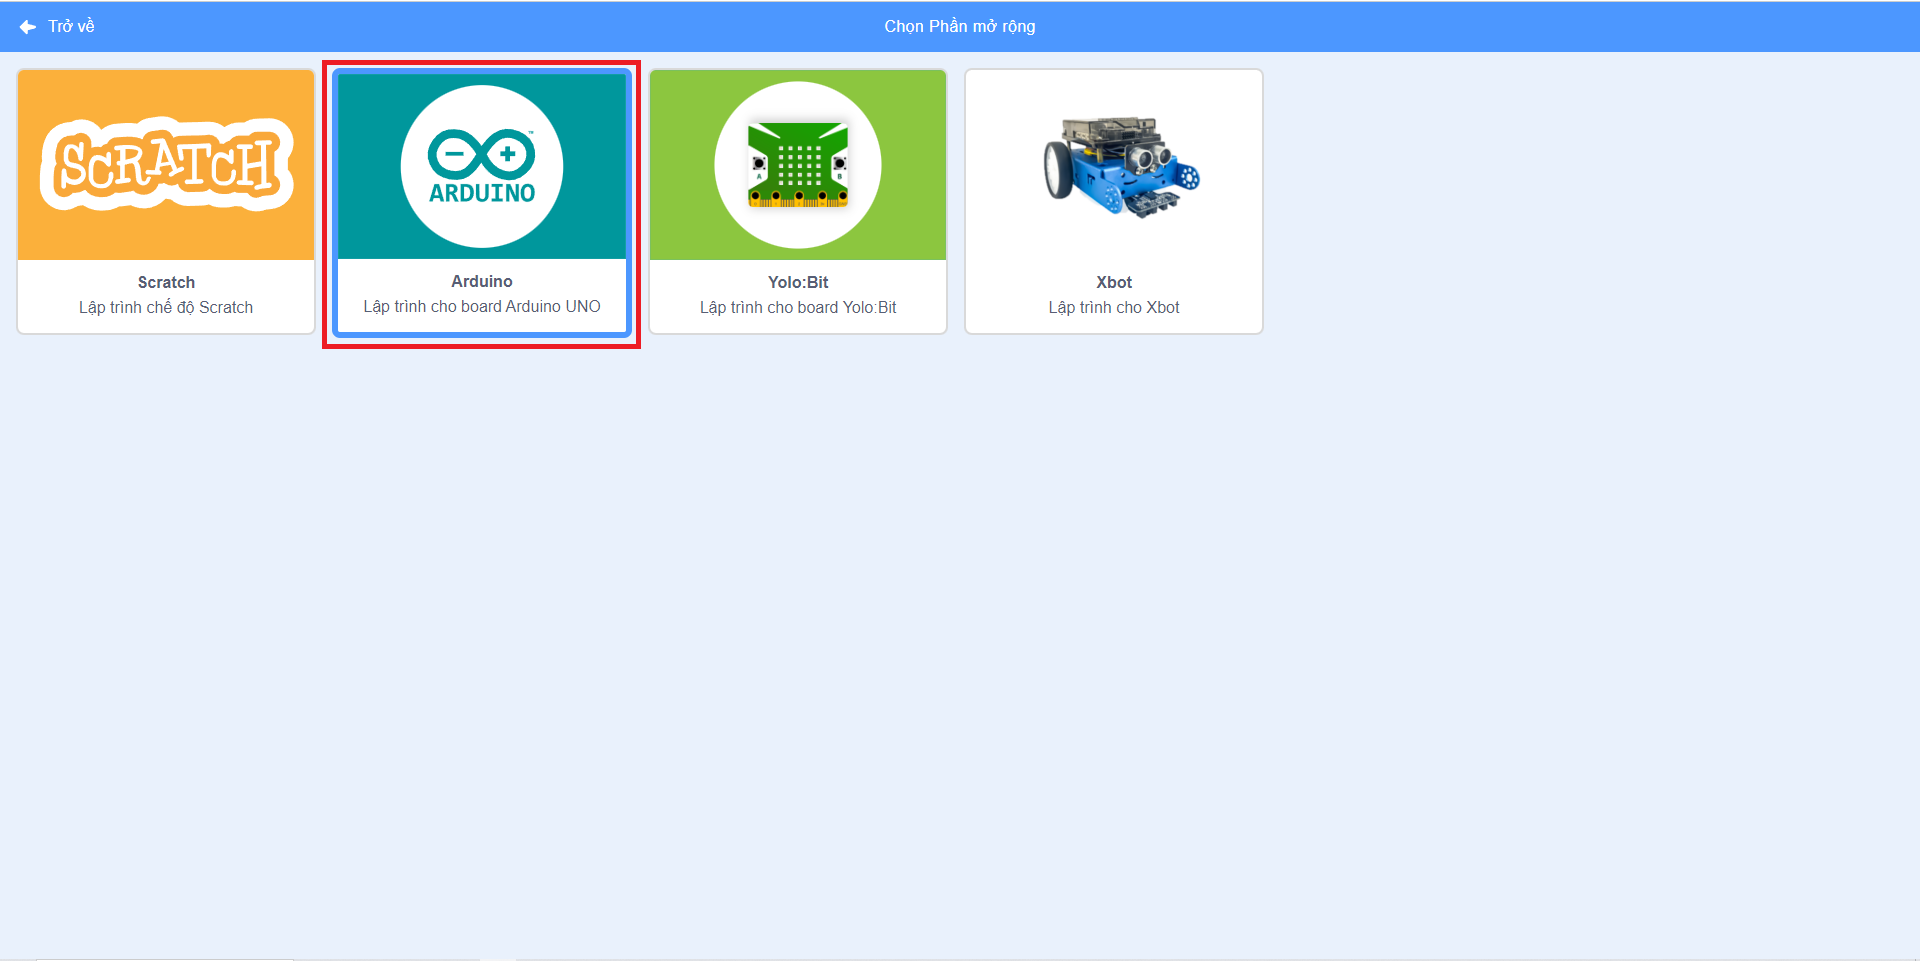 Trở về
Chọn Phần mở rộng
SCRATCH
Scratch
Lập trình chế độ Scratch
ARDUINO
TM
Arduino
Lập trình cho board Arduino UNO
A
B
Yolo:Bit
Lập trình cho board Yolo:Bit
Xbot
Lập trình cho Xbot